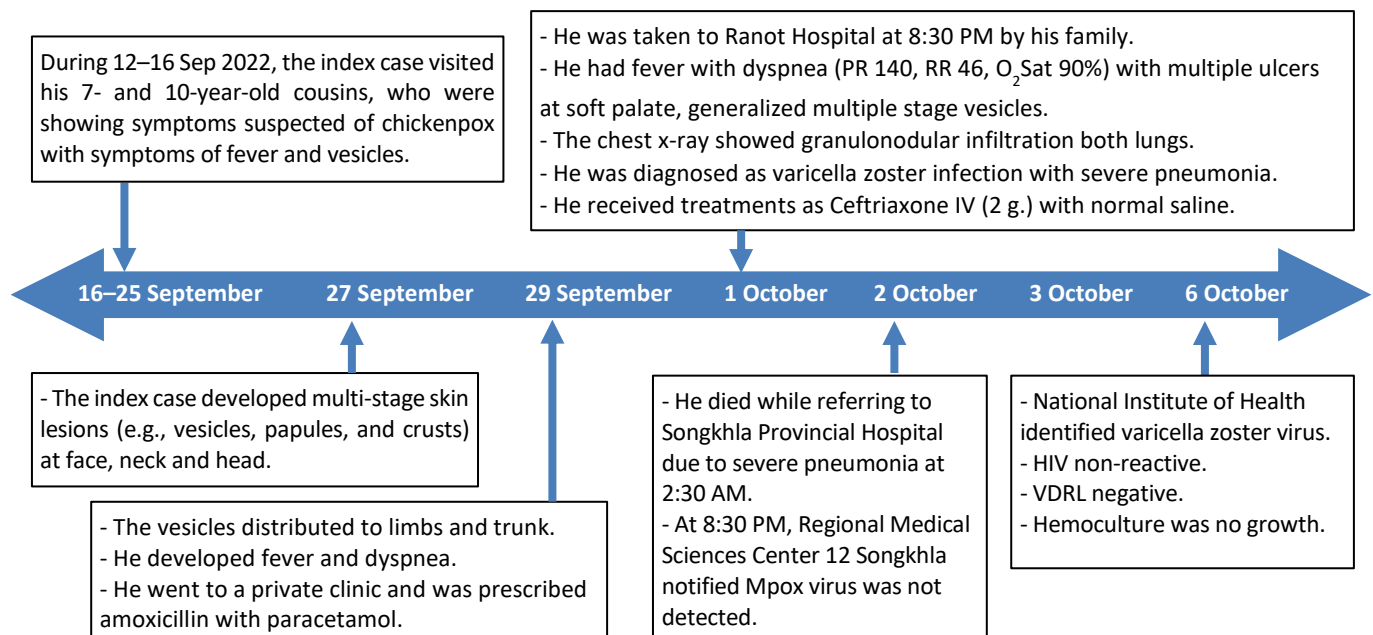 During 12–16 Sep 2022, the index case visited
his 7- and 10-year-old cousins, who were
showing symptoms suspected of chickenpox
with symptoms of fever and vesicles.
- He was taken to Ranot Hospital at 8:30 PM by his family.
- He had fever with dyspnea (PR 140, RR 46, O₂Sat 90%) with multiple ulcers
at soft palate, generalized multiple stage vesicles.
- The chest x-ray showed granulonodular infiltration both lungs.
- He was diagnosed as varicella zoster infection with severe pneumonia.
- He received treatments as Ceftriaxone IV (2 g.) with normal saline.
16–25 September 27 September 29 September 1 October 2 October 3 October 6 October
- The index case developed multi-stage skin
lesions (e.g., vesicles, papules, and crusts)
at face, neck and head.
- The vesicles distributed to limbs and trunk.
- He developed fever and dyspnea.
- He went to a private clinic and was prescribed
amoxicillin with paracetamol.
- He died while referring to
Songkhla Provincial Hospital
due to severe pneumonia at
2:30 AM.
- At 8:30 PM, Regional Medical
Sciences Center 12 Songkhla
notified Mpox virus was not
detected.
- National Institute of Health
identified varicella zoster virus.
- HIV non-reactive.
- VDRL negative.
- Hemoculture was no growth.